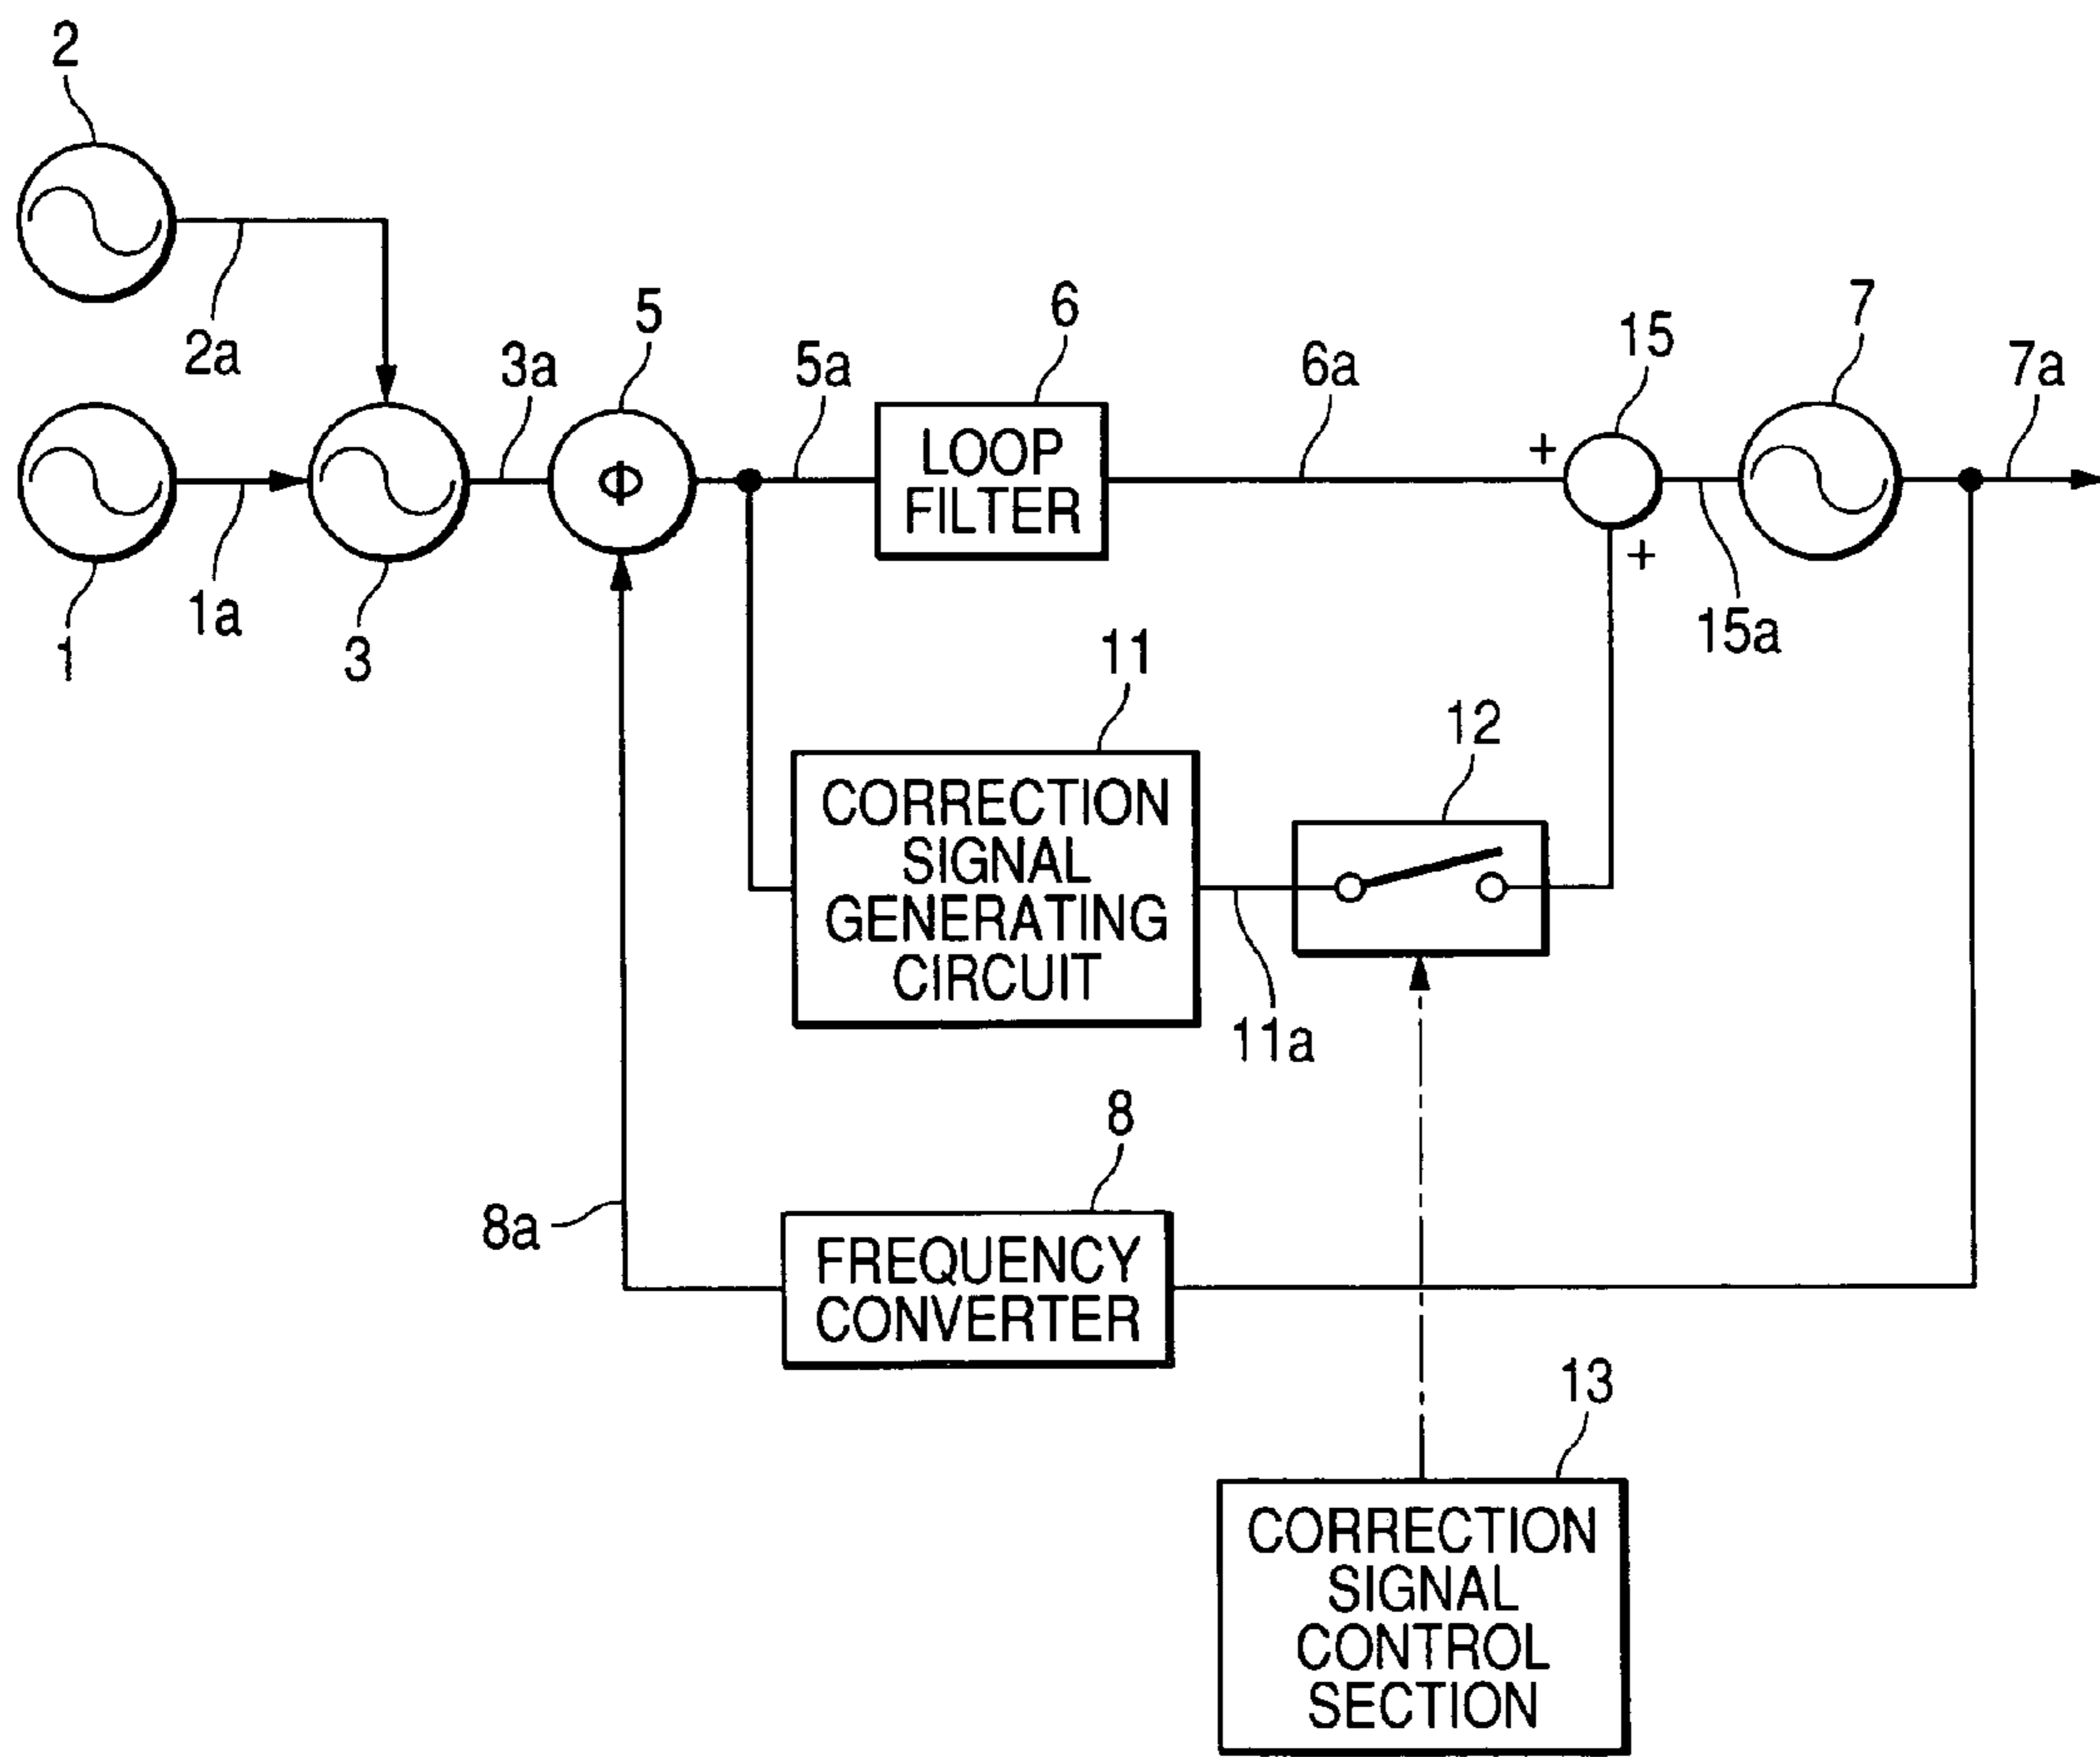 2
2a
1
1a
3
3a
5
Φ
5a
6
LOOP
FILTER
6a
+
15
+
15a
7
7a
11
CORRECTION
SIGNAL
GENERATING
CIRCUIT
11a
12
8
FREQUENCY
CONVERTER
8a
13
CORRECTION
SIGNAL
CONTROL
SECTION